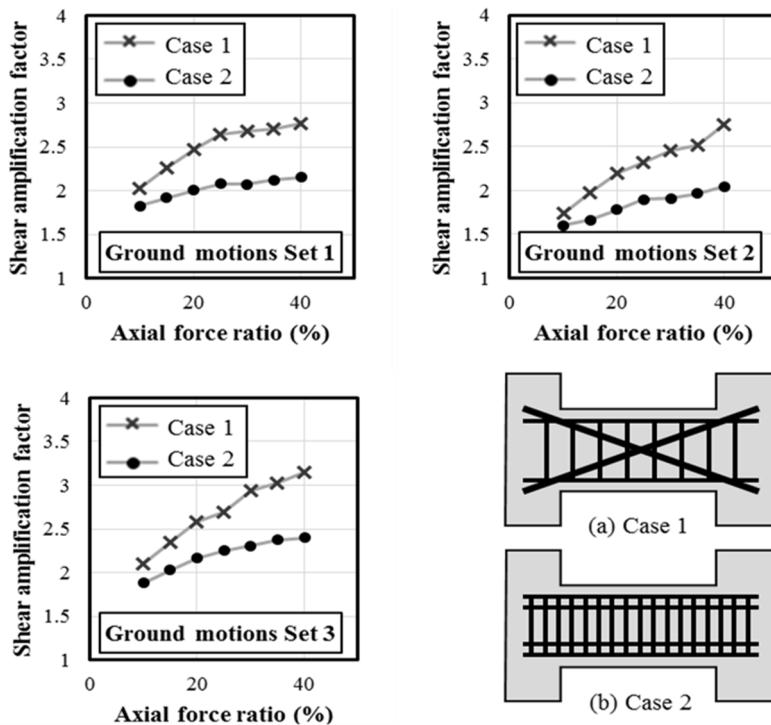 Shear amplification factor
4
3.5
3
2.5
2
1.5
1
Case 1
Case 2
Ground motions Set 1
0
20
40
Axial force ratio (%)
Shear amplification factor
4
3.5
3
2.5
2
1.5
1
Case 1
Case 2
Ground motions Set 2
0
20
40
Axial force ratio (%)
Shear amplification factor
4
3.5
3
2.5
2
1.5
1
Case 1
Case 2
Ground motions Set 3
0
20
40
Axial force ratio (%)
(a) Case 1
(b) Case 2